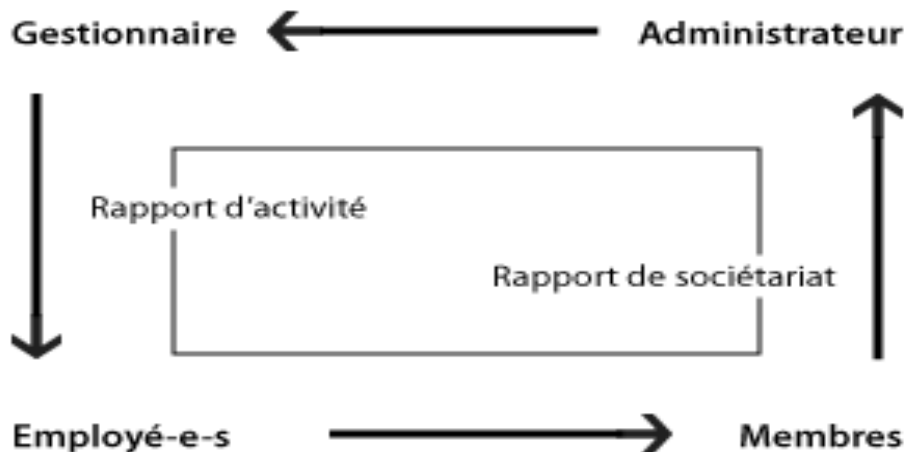 Gestionnaire
Administrateur
Rapport d'activité
Rapport de sociétariat
Employé-e-s
Membres